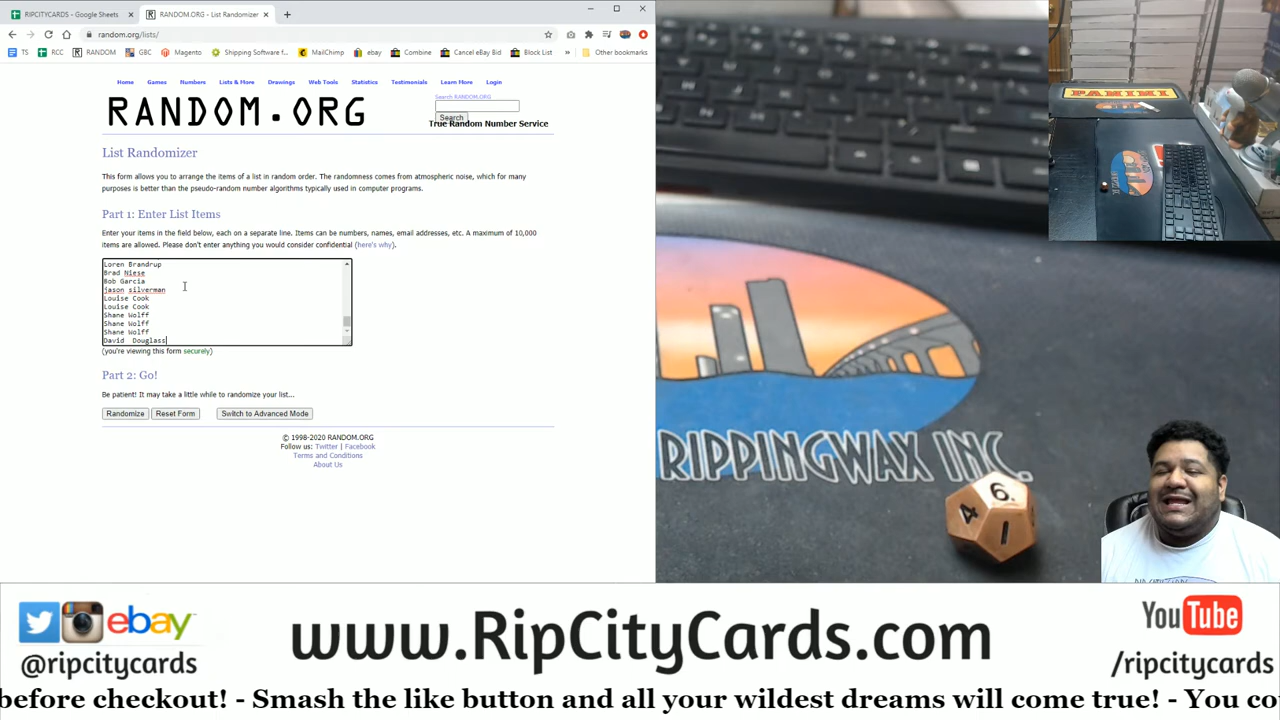 RIPCITYCARDS - Google Sheets
RANDOM.ORG - List Randomizer
random.org/lists/
TS
RCC
RANDOM
GBC
Magento
Shipping Software f...
MailChimp
ebay
Combine
Cancel eBay Bid
Block List
Other bookmarks
Home Games Numbers Lists & More Drawings Web Tools Statistics Testimonials Learn More Login
RANDOM.ORG
Search RANDOM.ORG
Search
True Random Number Service
List Randomizer
This form allows you to arrange the items of a list in random order. The randomness comes from atmospheric noise, which for many
purposes is better than the pseudo-random number algorithms typically used in computer programs.
Part 1: Enter List Items
Enter your items in the field below, each on a separate line. Items can be numbers, names, email addresses, etc. A maximum of 10,000
items are allowed. Please don't enter anything you would consider confidential (here's why).
Loren Brandrup
Brad Niese
Bob Garcia
jason silverman
Louise Cook
Louise Cook
Shane Wolff
Shane Wolff
Shane Wolff
David  Douglass
(you're viewing this form securely)
Part 2: Go!
Be patient! It may take a little while to randomize your list...
Randomize Reset Form Switch to Advanced Mode
© 1998-2020 RANDOM.ORG
Follow us: Twitter | Facebook
Terms and Conditions
About Us
PANINI
RIPPINGWAX INC.
6.
4
1
ebay
@ripcitycards
www.RipCityCards.com
YouTube
/ripcitycards
before checkout! - Smash the like button and all your wildest dreams will come true! - You co